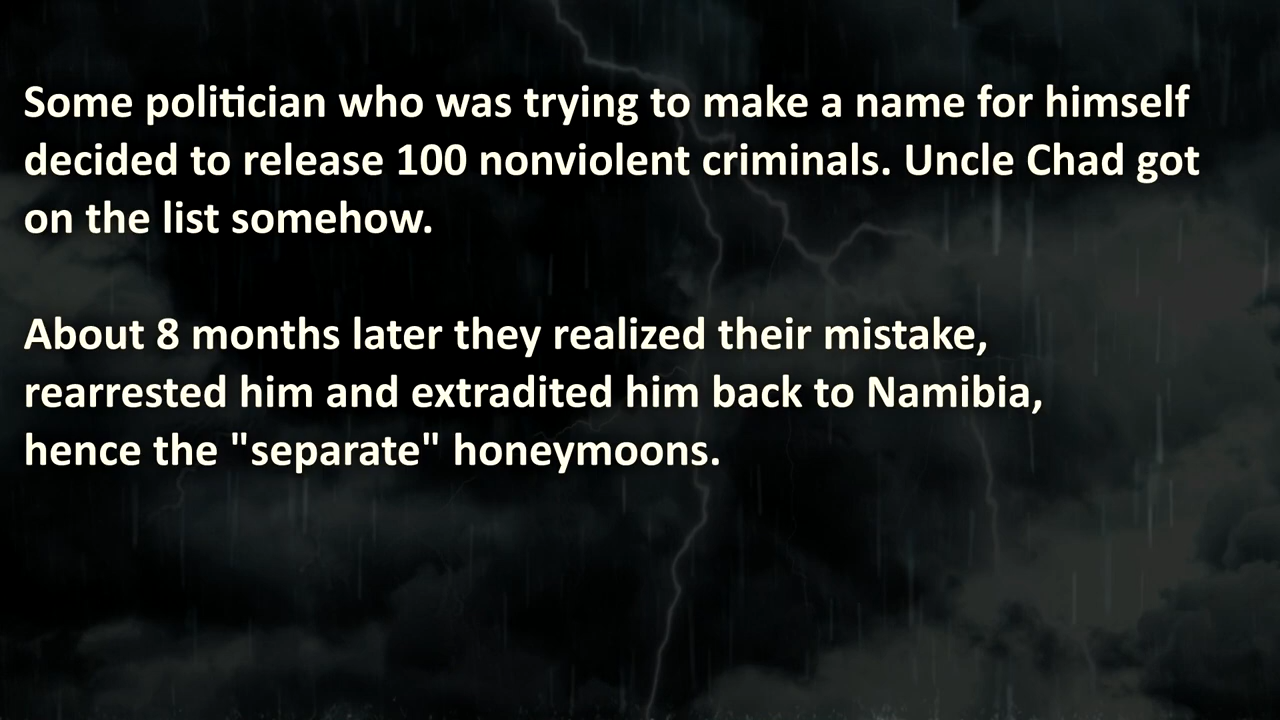 Some politician who was trying to make a name for himself
decided to release 100 nonviolent criminals. Uncle Chad got
on the list somehow.
About 8 months later they realized their mistake,
rearrested him and extradited him back to Namibia,
hence the "separate" honeymoons.